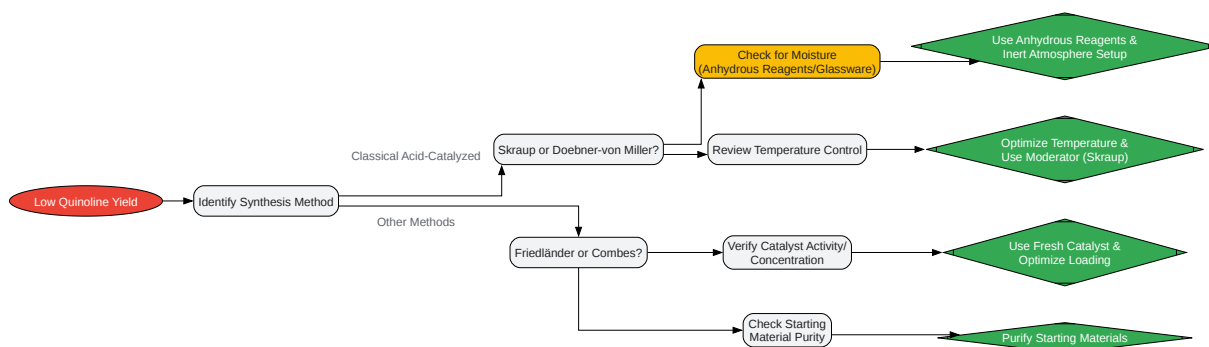 Use Anhydrous Reagents &
Inert Atmosphere Setup
Check for Moisture
(Anhydrous Reagents/Glassware)
Classical Acid-Catalyzed
Skraup or Doebner-von Miller?
Review Temperature Control
Optimize Temperature &
Use Moderator (Skraup)
Low Quinoline Yield
Identify Synthesis Method
Other Methods
Friedländer or Combes?
Verify Catalyst Activity/
Concentration
Use Fresh Catalyst &
Optimize Loading
Check Starting
Material Purity
Purify Starting Materials